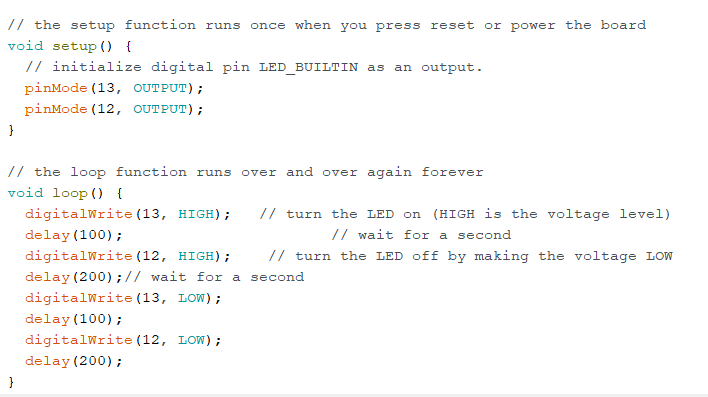 // the setup function runs once when you press reset or power the board
void setup() {
  // initialize digital pin LED_BUILTIN as an output.
  pinMode(13, OUTPUT);
  pinMode(12, OUTPUT);
}

// the loop function runs over and over again forever
void loop() {
  digitalWrite(13, HIGH);   // turn the LED on (HIGH is the voltage level)
  delay(100);                       // wait for a second
  digitalWrite(12, HIGH);    // turn the LED off by making the voltage LOW
  delay(200);// wait for a second
  digitalWrite(13, LOW);
  delay(100);
  digitalWrite(12, LOW);
  delay(200);
}